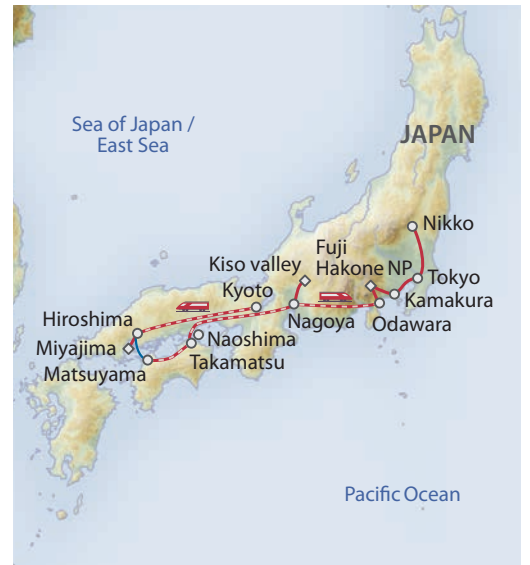 Sea of Japan /
East Sea
JAPAN
Nikko
Fuji
Hakone NP
Kiso valley
Tokyo
Kyoto
Kamakura
Nagoya
Odawara
Hiroshima
Naoshima
Miyajima
Takamatsu
Matsuyama
Pacific Ocean